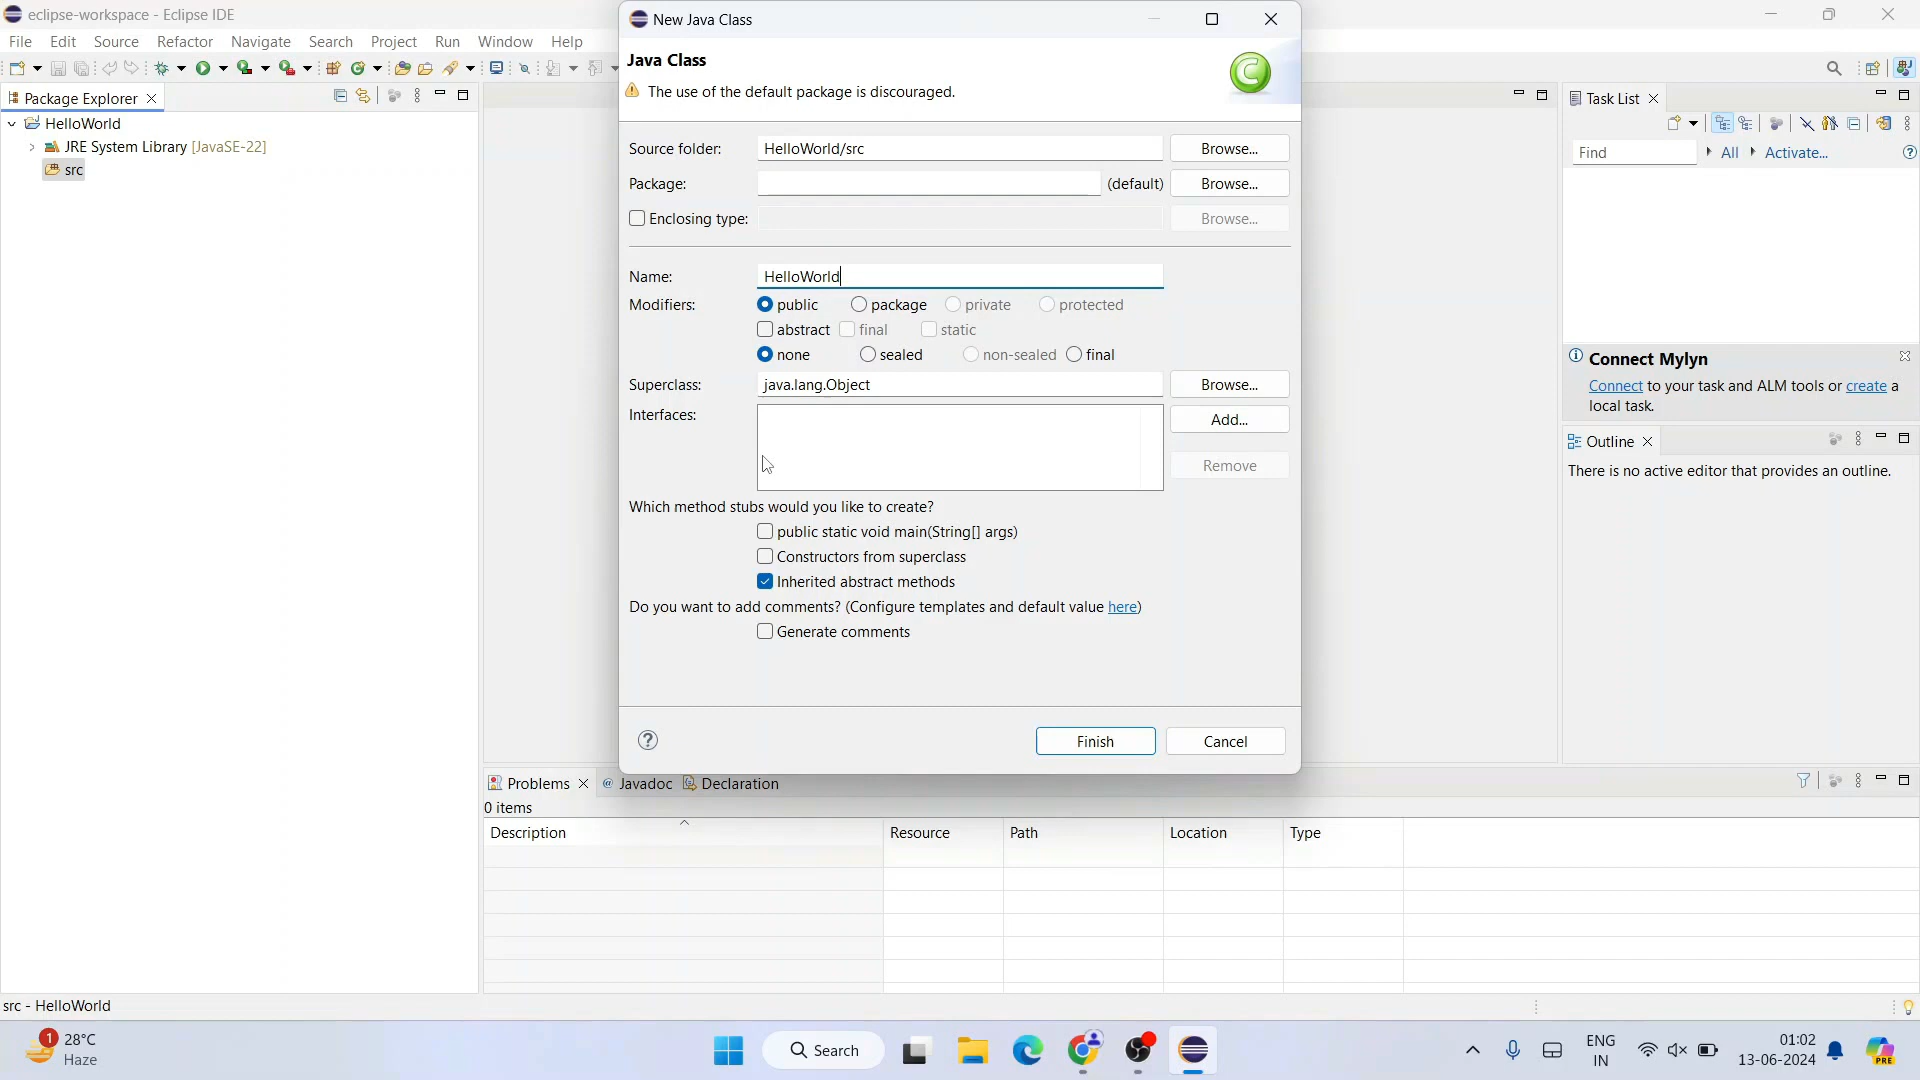 eclipse-workspace - Eclipse IDE
File Edit Source Refactor Navigate Search Project Run Window Help
Package Explorer
HelloWorld
JRE System Library [JavaSE-22]
src
New Java Class
Java Class
The use of the default package is discouraged.
Source folder: HelloWorld/src Browse...
Package: (default) Browse...
Enclosing type: Browse...
Name: HelloWorld
Modifiers: public package private protected
abstract final static
none sealed non-sealed final
Superclass: java.lang.Object Browse...
Interfaces: Add...
Remove
Which method stubs would you like to create?
public static void main(String[] args)
Constructors from superclass
Inherited abstract methods
Do you want to add comments? (Configure templates and default value here)
Generate comments
Finish Cancel
Task List
Find All Activate...
Connect Mylyn
Connect to your task and ALM tools or create a
local task.
Outline
There is no active editor that provides an outline.
Problems @ Javadoc Declaration
0 items
Description Resource Path Location Type
src - HelloWorld
1 28°C
Haze
Search
ENG
IN
01:02
13-06-2024
PRE